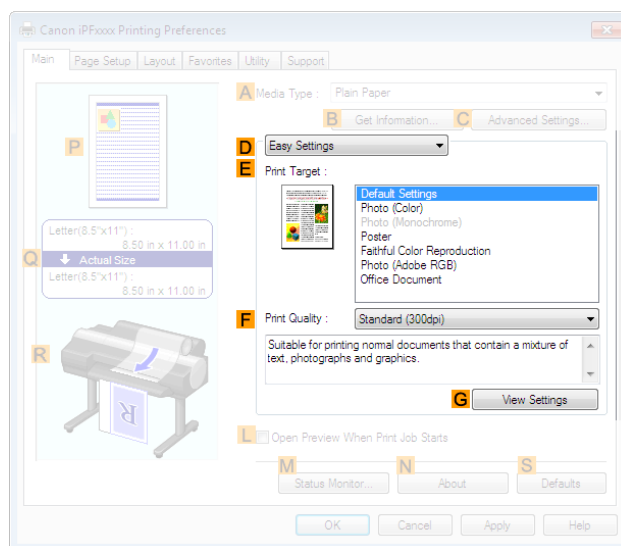 Canon iPFxxxx Printing Preferences
Main Page Setup Layout Favorites Utility Support
A Media Type : Plain Paper
B Get Information... C Advanced Settings...
P
D Easy Settings
E Print Target :
Default Settings
Photo (Color)
Photo (Monochrome)
Poster
Faithful Color Reproduction
Photo (Adobe RGB)
Office Document
Letter(8.5"x11") :
8.50 in x 11.00 in
Q Actual Size
Letter(8.5"x11") :
8.50 in x 11.00 in
F Print Quality : Standard (300dpi)
Suitable for printing normal documents that contain a mixture of
text, photographs and graphics.
R
G View Settings
L Open Preview When Print Job Starts
M Status Monitor... N About S Defaults
OK Cancel Apply Help